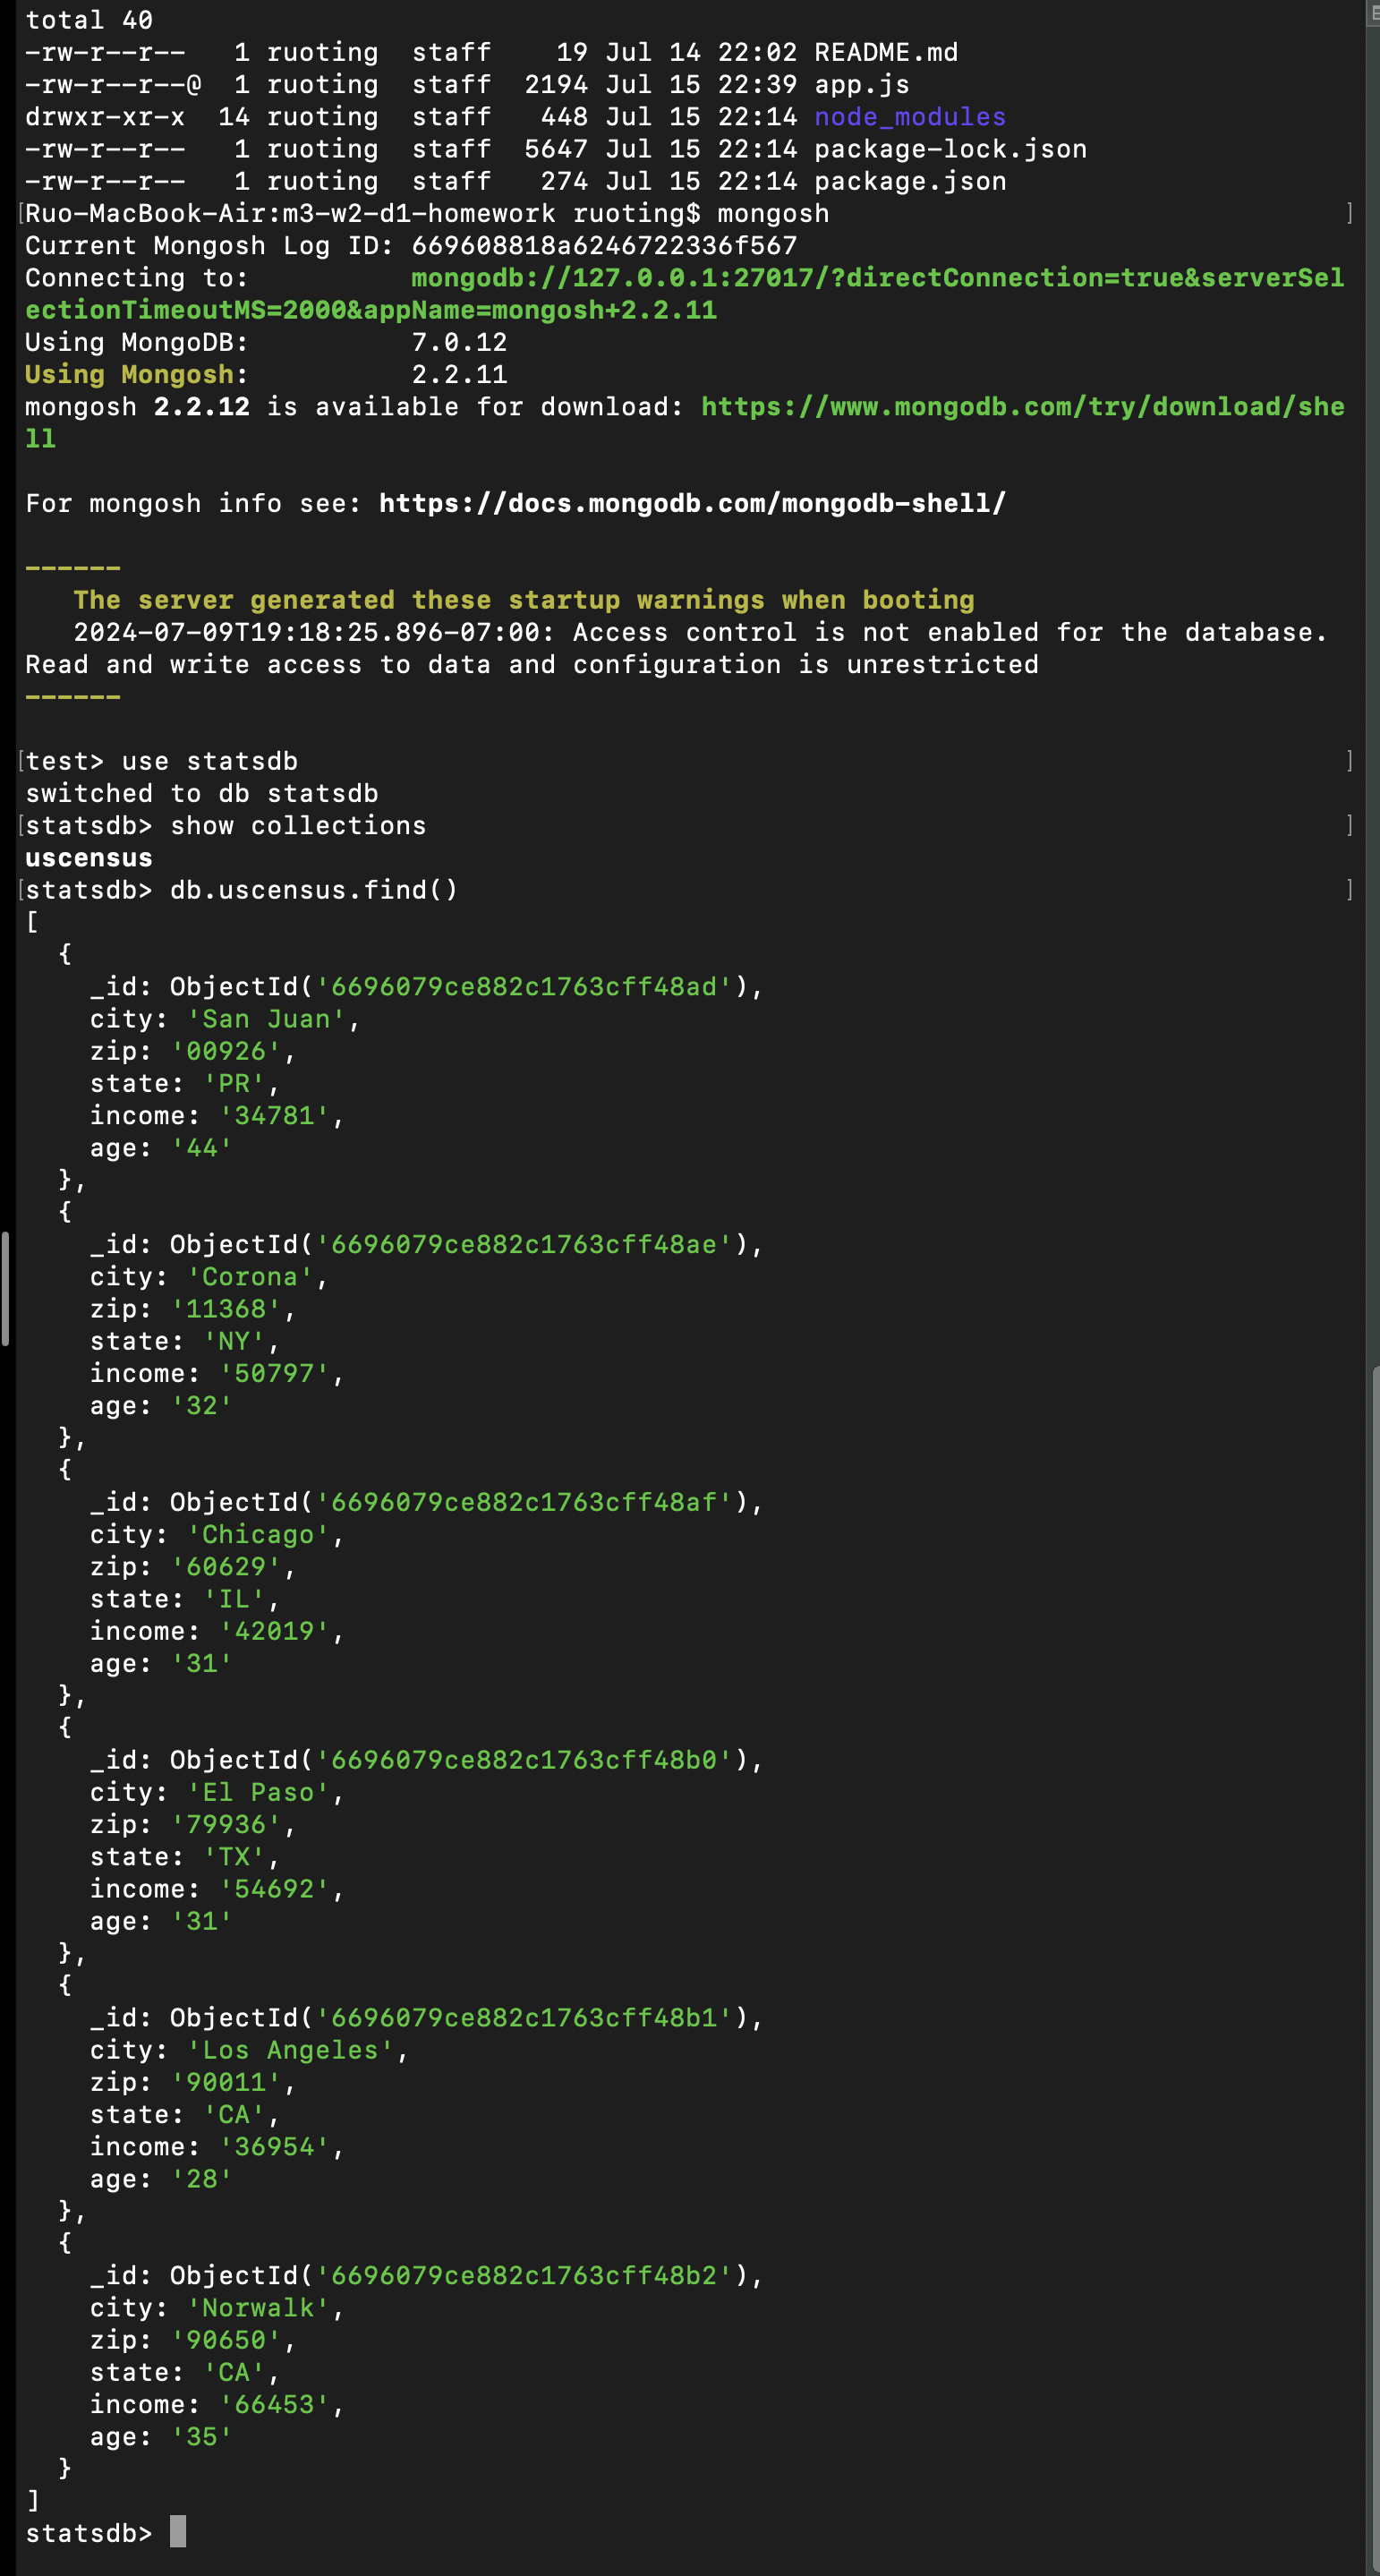 total 40
-rw-r--r--   1 ruoting  staff    19 Jul 14 22:02 README.md
-rw-r--r--@  1 ruoting  staff  2194 Jul 15 22:39 app.js
drwxr-xr-x  14 ruoting  staff   448 Jul 15 22:14 node_modules
-rw-r--r--   1 ruoting  staff  5647 Jul 15 22:14 package-lock.json
-rw-r--r--   1 ruoting  staff   274 Jul 15 22:14 package.json
[Ruo-MacBook-Air:m3-w2-d1-homework ruoting$ mongosh ]
Current Mongosh Log ID: 669608818a6246722336f567
Connecting to:          mongodb://127.0.0.1:27017/?directConnection=true&serverSel
ectionTimeoutMS=2000&appName=mongosh+2.2.11
Using MongoDB:          7.0.12
Using Mongosh:          2.2.11
mongosh 2.2.12 is available for download: https://www.mongodb.com/try/download/she
ll
For mongosh info see: https://docs.mongodb.com/mongodb-shell/
------
   The server generated these startup warnings when booting
   2024-07-09T19:18:25.896-07:00: Access control is not enabled for the database.
Read and write access to data and configuration is unrestricted
------
[test> use statsdb ]
switched to db statsdb
[statsdb> show collections ]
uscensus
[statsdb> db.uscensus.find() ]
[
  {
    _id: ObjectId('6696079ce882c1763cff48ad'),
    city: 'San Juan',
    zip: '00926',
    state: 'PR',
    income: '34781',
    age: '44'
  },
  {
    _id: ObjectId('6696079ce882c1763cff48ae'),
    city: 'Corona',
    zip: '11368',
    state: 'NY',
    income: '50797',
    age: '32'
  },
  {
    _id: ObjectId('6696079ce882c1763cff48af'),
    city: 'Chicago',
    zip: '60629',
    state: 'IL',
    income: '42019',
    age: '31'
  },
  {
    _id: ObjectId('6696079ce882c1763cff48b0'),
    city: 'El Paso',
    zip: '79936',
    state: 'TX',
    income: '54692',
    age: '31'
  },
  {
    _id: ObjectId('6696079ce882c1763cff48b1'),
    city: 'Los Angeles',
    zip: '90011',
    state: 'CA',
    income: '36954',
    age: '28'
  },
  {
    _id: ObjectId('6696079ce882c1763cff48b2'),
    city: 'Norwalk',
    zip: '90650',
    state: 'CA',
    income: '66453',
    age: '35'
  }
]
statsdb>